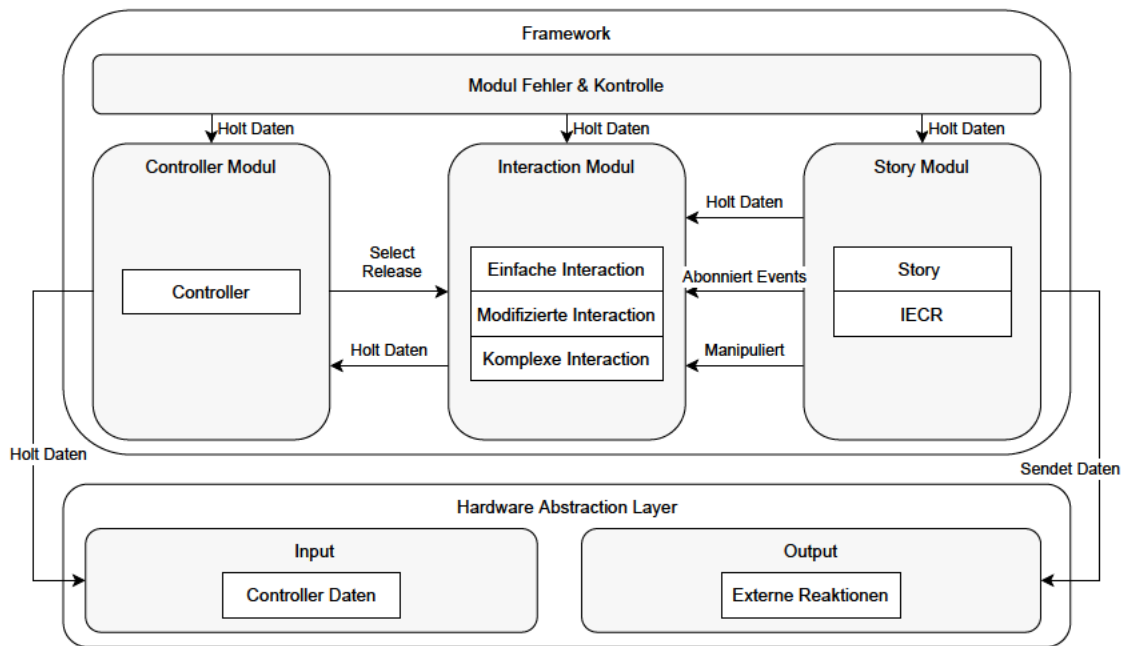 Framework
Modul Fehler & Kontrolle
Holt Daten
Holt Daten
Holt Daten
Controller Modul
Interaction Modul
Story Modul
Holt Daten
Select
Release
Einfache Interaction
Abonniert Events
Story
Controller
Modifizierte Interaction
IECR
Holt Daten
Komplexe Interaction
Manipuliert
Holt Daten
Sendet Daten
Hardware Abstraction Layer
Input
Output
Controller Daten
Externe Reaktionen